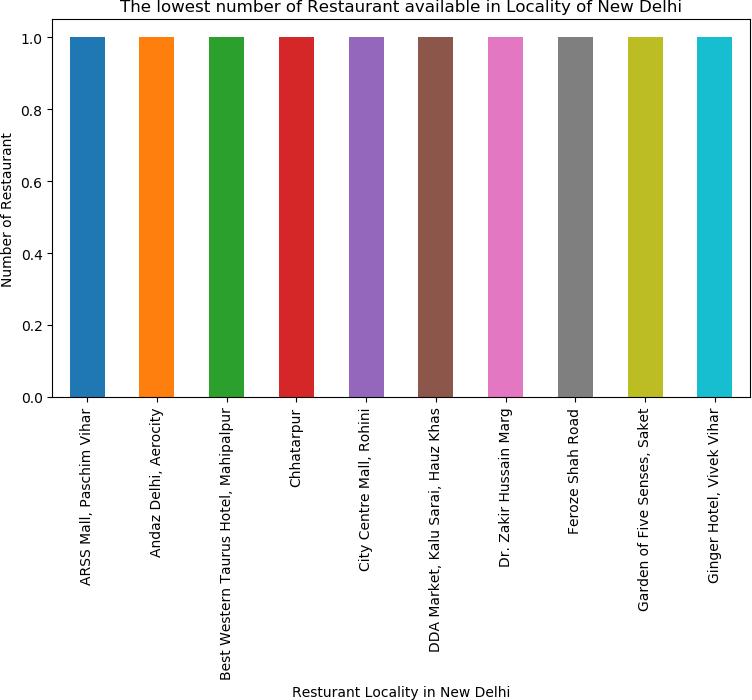 The lowest number of Restaurant available in Locality of New Delhi
Number of Restaurant
1.0
0.8
0.6
0.4
0.2
0.0
ARSS Mall, Paschim Vihar
Andaz Delhi, Aerocity
Best Western Taurus Hotel, Mahipalpur
Chhatarpur
City Centre Mall, Rohini
DDA Market, Kalu Sarai, Hauz Khas
Dr. Zakir Hussain Marg
Feroze Shah Road
Garden of Five Senses, Saket
Ginger Hotel, Vivek Vihar
Resturant Locality in New Delhi